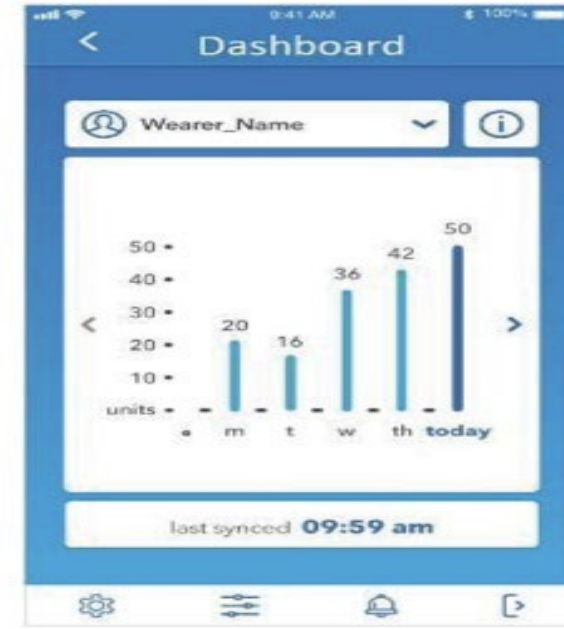 9:41 AM 100%
Dashboard
Wearer_Name
50
50
42
40
36
30
20
20
16
10
units
m t w th today
last synced 09:59 am